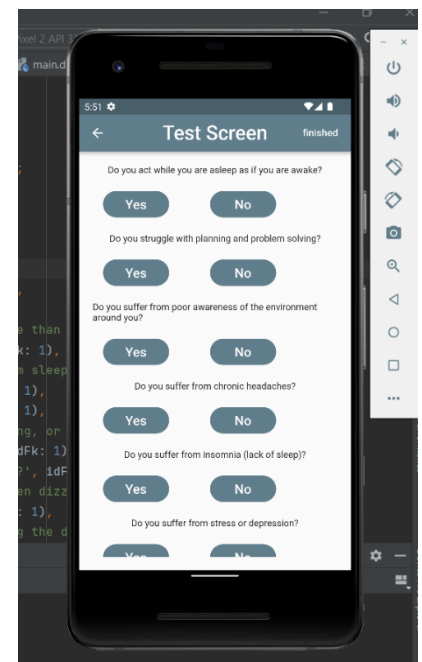 Pixel 2 API 3
main.d
5:51
Test Screen
finished
Do you act while you are asleep as if you are awake?
Yes No
Do you struggle with planning and problem solving?
Yes No
Do you suffer from poor awareness of the environment
around you?
Yes No
e than
k: 1),
Do you suffer from chronic headaches?
m sleep
1),
Yes No
1),
ng, or
dFk: 1)
Do you suffer from insomnia (lack of sleep)?
?', idF
en dizz
Yes No
: 1),
Do you suffer from stress or depression?
g the d
Yes No